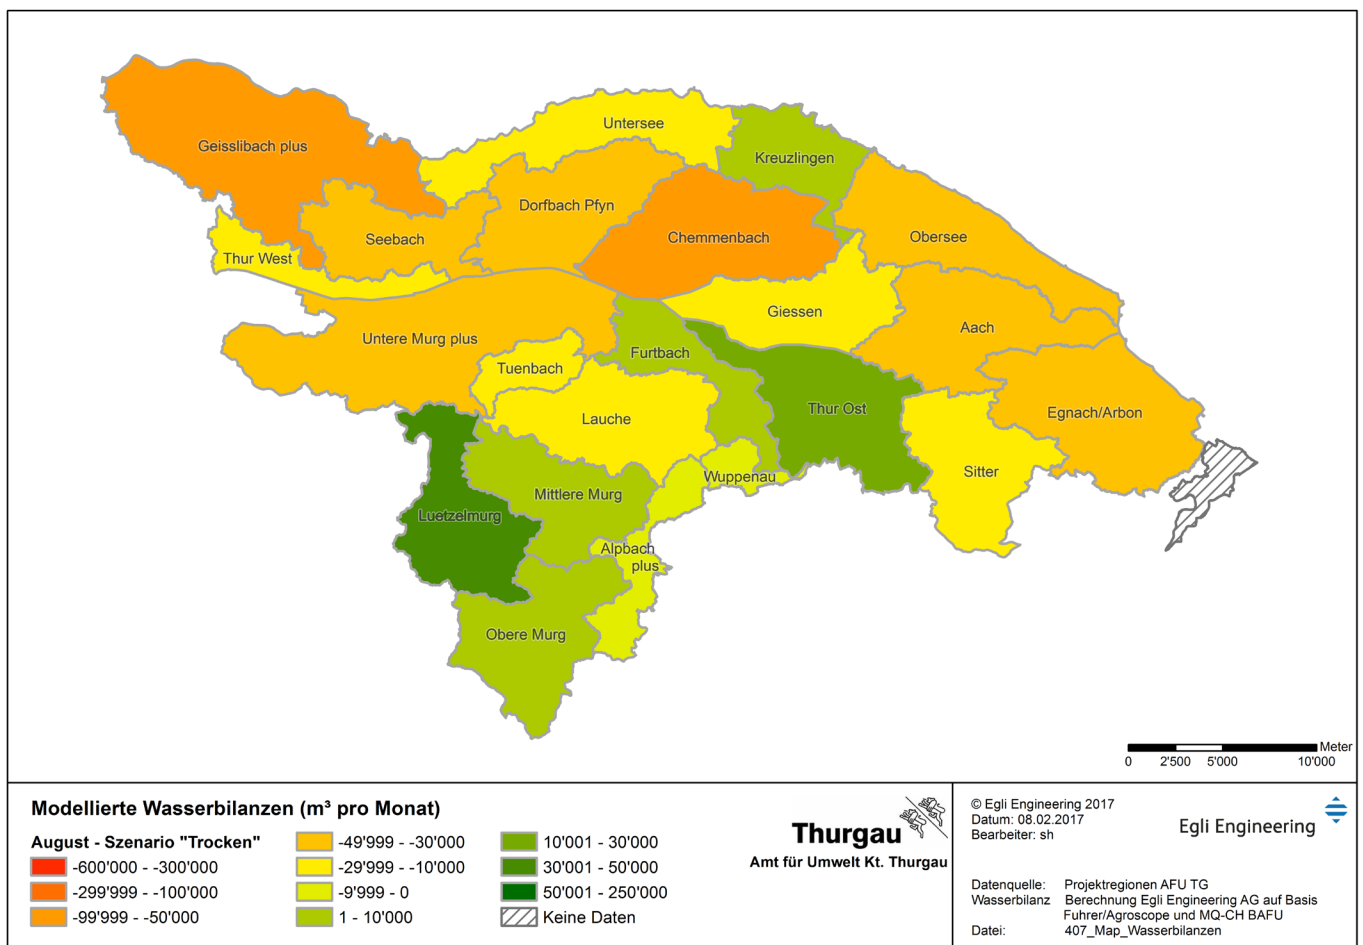 Geisslibach plus
Untersee
Kreuzlingen
Dorfbach Pfyn
Seebach
Chemmenbach
Obersee
Thur West
Giessen
Aach
Untere Murg plus
Furtbach
Tuenbach
Thur Ost
Egnach/Arbon
Lauche
Sitter
Wuppenau
Mittlere Murg
Luetzelmurg
Alpbach
plus
Obere Murg
Meter
0 2'500 5'000 10'000
Modellierte Wasserbilanzen (m³ pro Monat)
August - Szenario "Trocken"
-600'000 - -300'000
-299'999 - -100'000
-99'999 - -50'000
-49'999 - -30'000
-29'999 - -10'000
-9'999 - 0
1 - 10'000
10'001 - 30'000
30'001 - 50'000
50'001 - 250'000
Keine Daten
Thurgau
Amt für Umwelt Kt. Thurgau
© Egli Engineering 2017
Datum: 08.02.2017
Bearbeiter: sh
Egli Engineering
Datenquelle: Projektregionen AFU TG
Wasserbilanz Berechnung Egli Engineering AG auf Basis
Fuhrer/Agroscope und MQ-CH BAFU
Datei: 407_Map_Wasserbilanzen